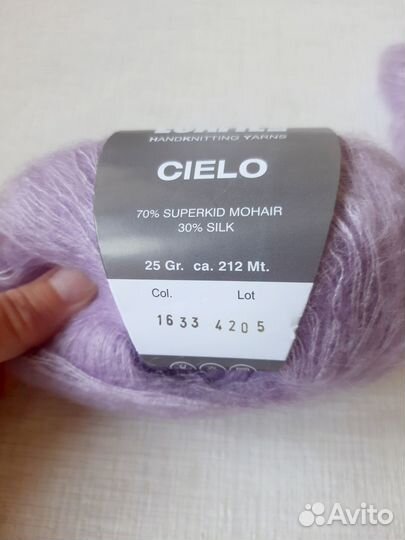 HANDKNITTING YARNS
CIELO
70% SUPERKID MOHAIR
30% SILK
25 Gr. ca. 212 Mt.
Col. Lot
1633 4205
Avito